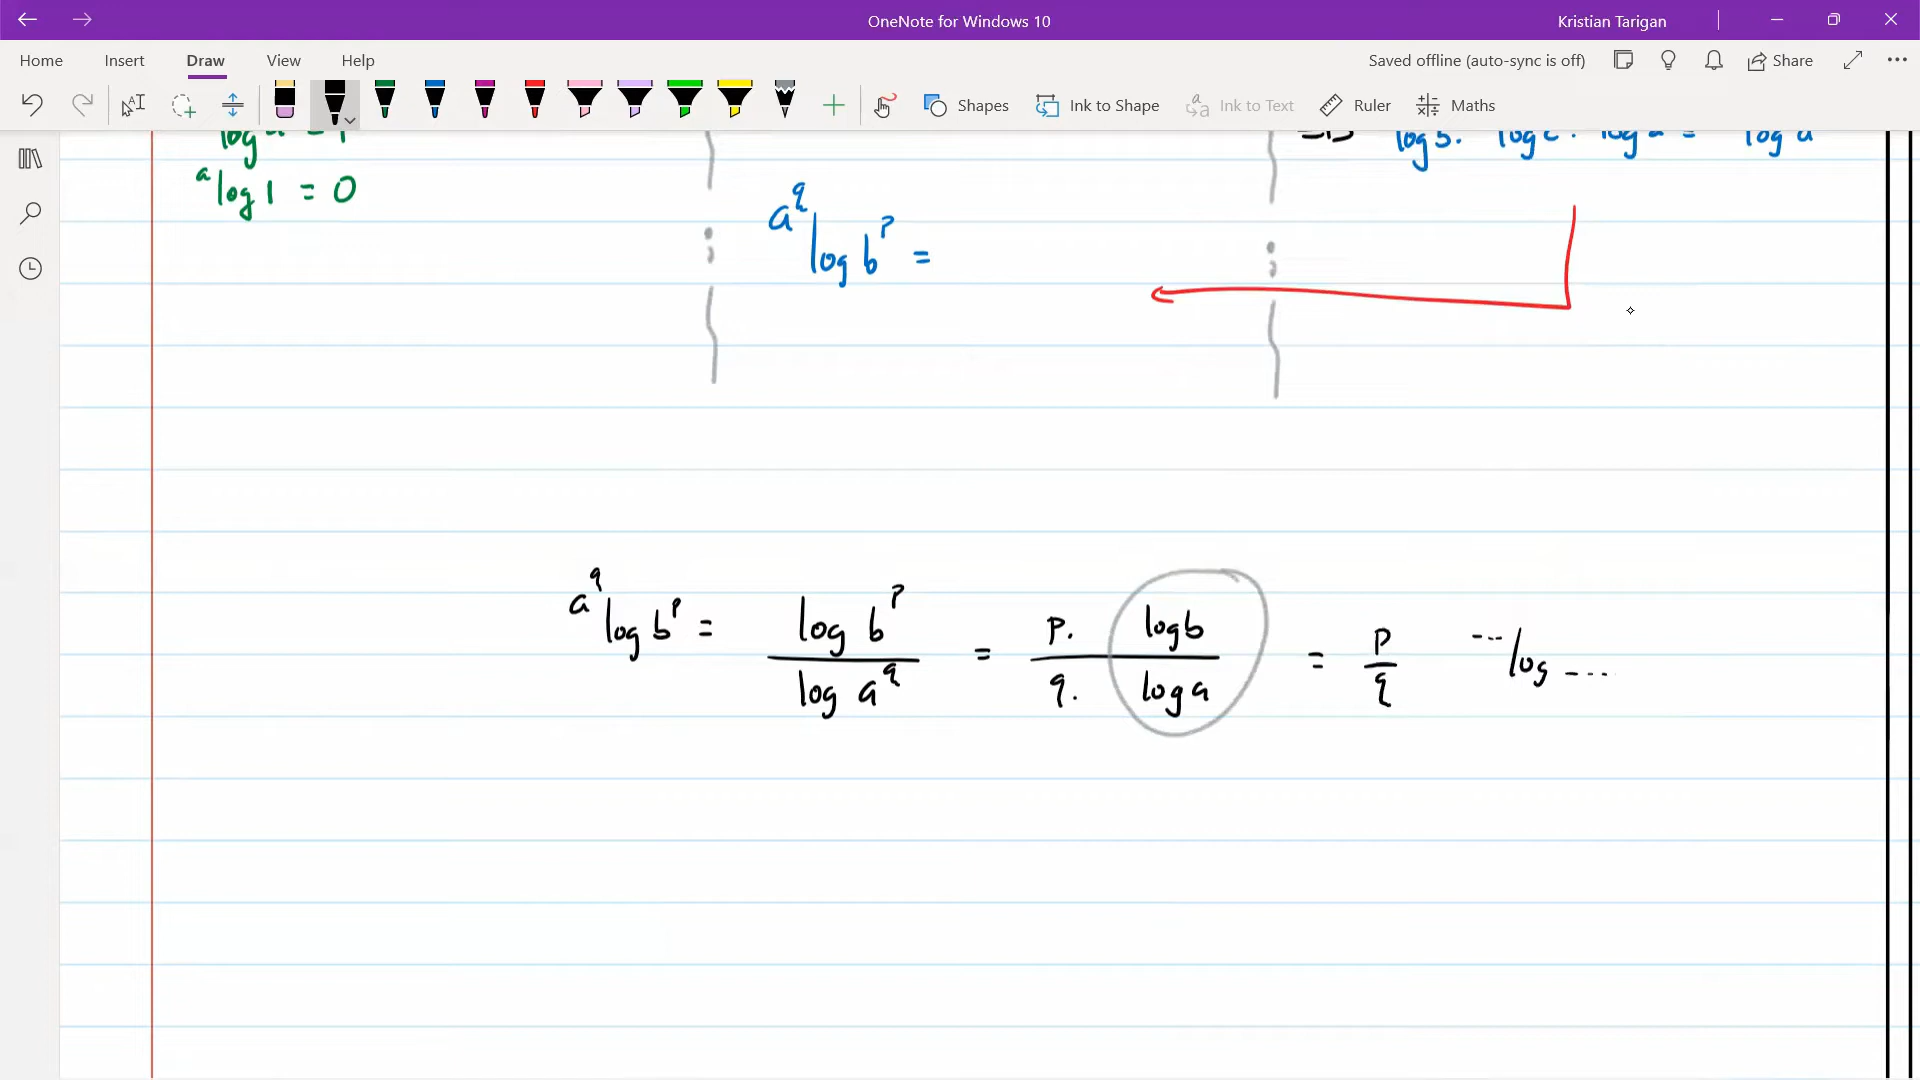 OneNote for Windows 10
Kristian Tarigan
Home Insert Draw View Help
Saved offline (auto-sync is off) Share
Shapes Ink to Shape Ink to Text Ruler Maths
ᵃlog 1 = 0
a^q log b^p =
a^q log b^p = log b^p / log a^q = p. log b / q. log a = p/q ---log ----